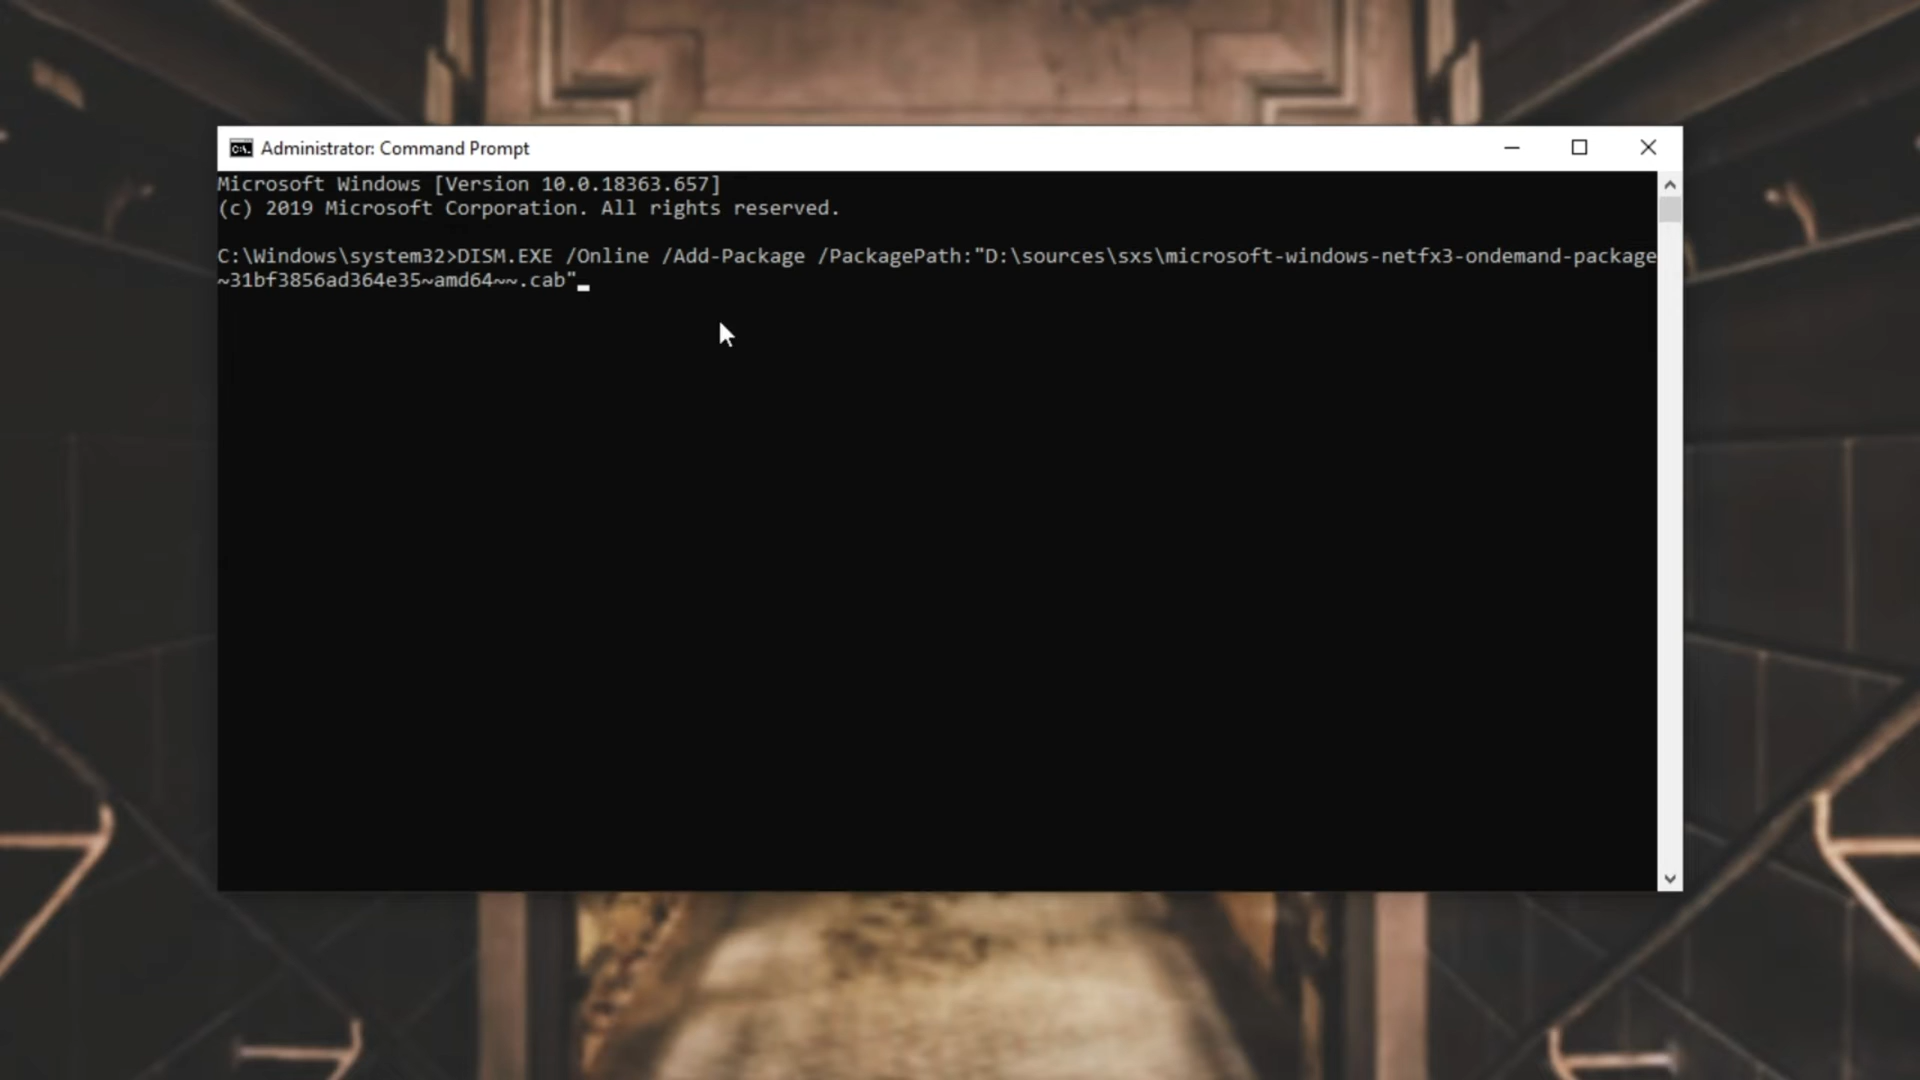 Administrator: Command Prompt
Microsoft Windows [Version 10.0.18363.657]
(c) 2019 Microsoft Corporation. All rights reserved.
C:\Windows\system32>DISM.EXE /Online /Add-Package /PackagePath:"D:\sources\sxs\microsoft-windows-netfx3-ondemand-package
~31bf3856ad364e35~amd64~~.cab"